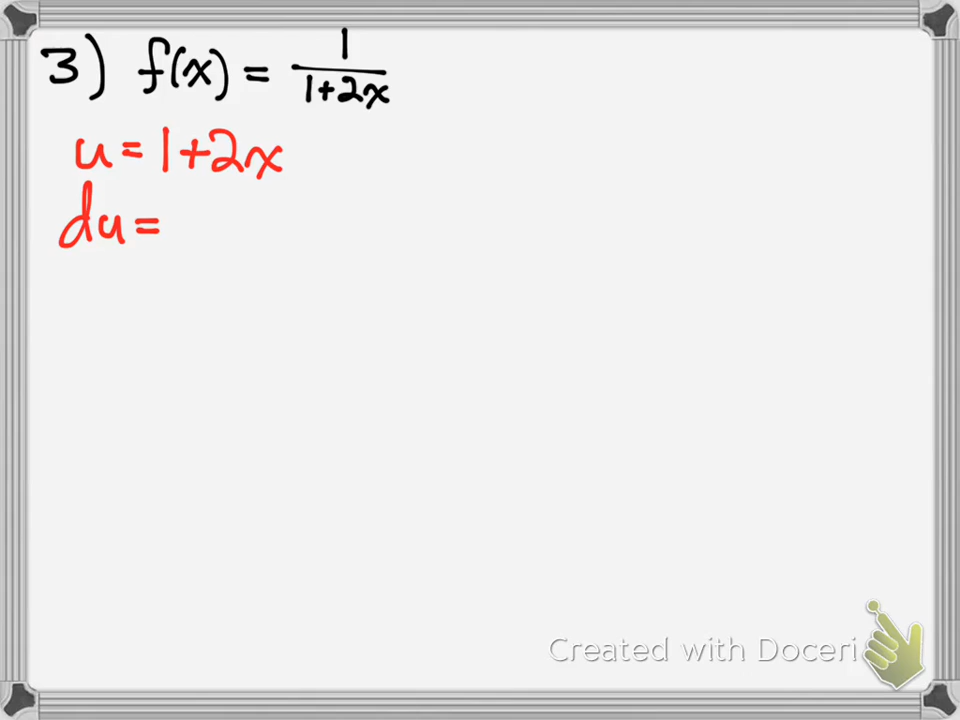 3) f(x) = 1/(1+2x)
u = 1+2x
du =
Created with Doceri